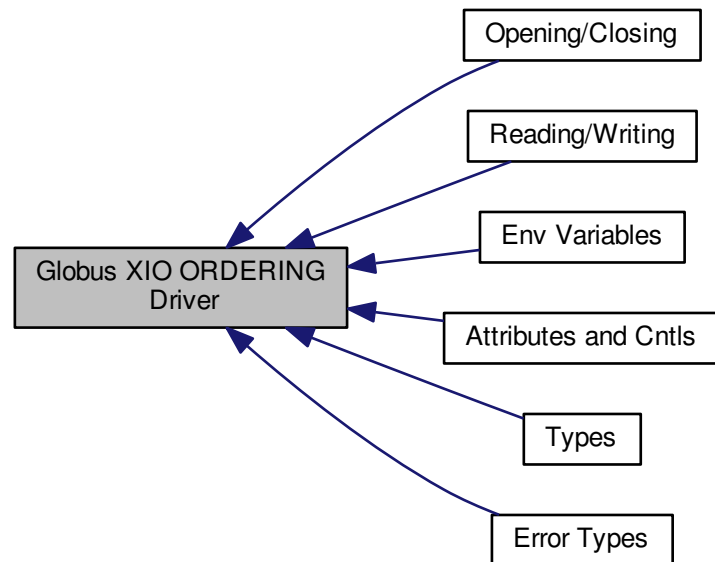 Opening/Closing
Reading/Writing
Env Variables
Globus XIO ORDERING
Driver
Attributes and Cntls
Types
Error Types